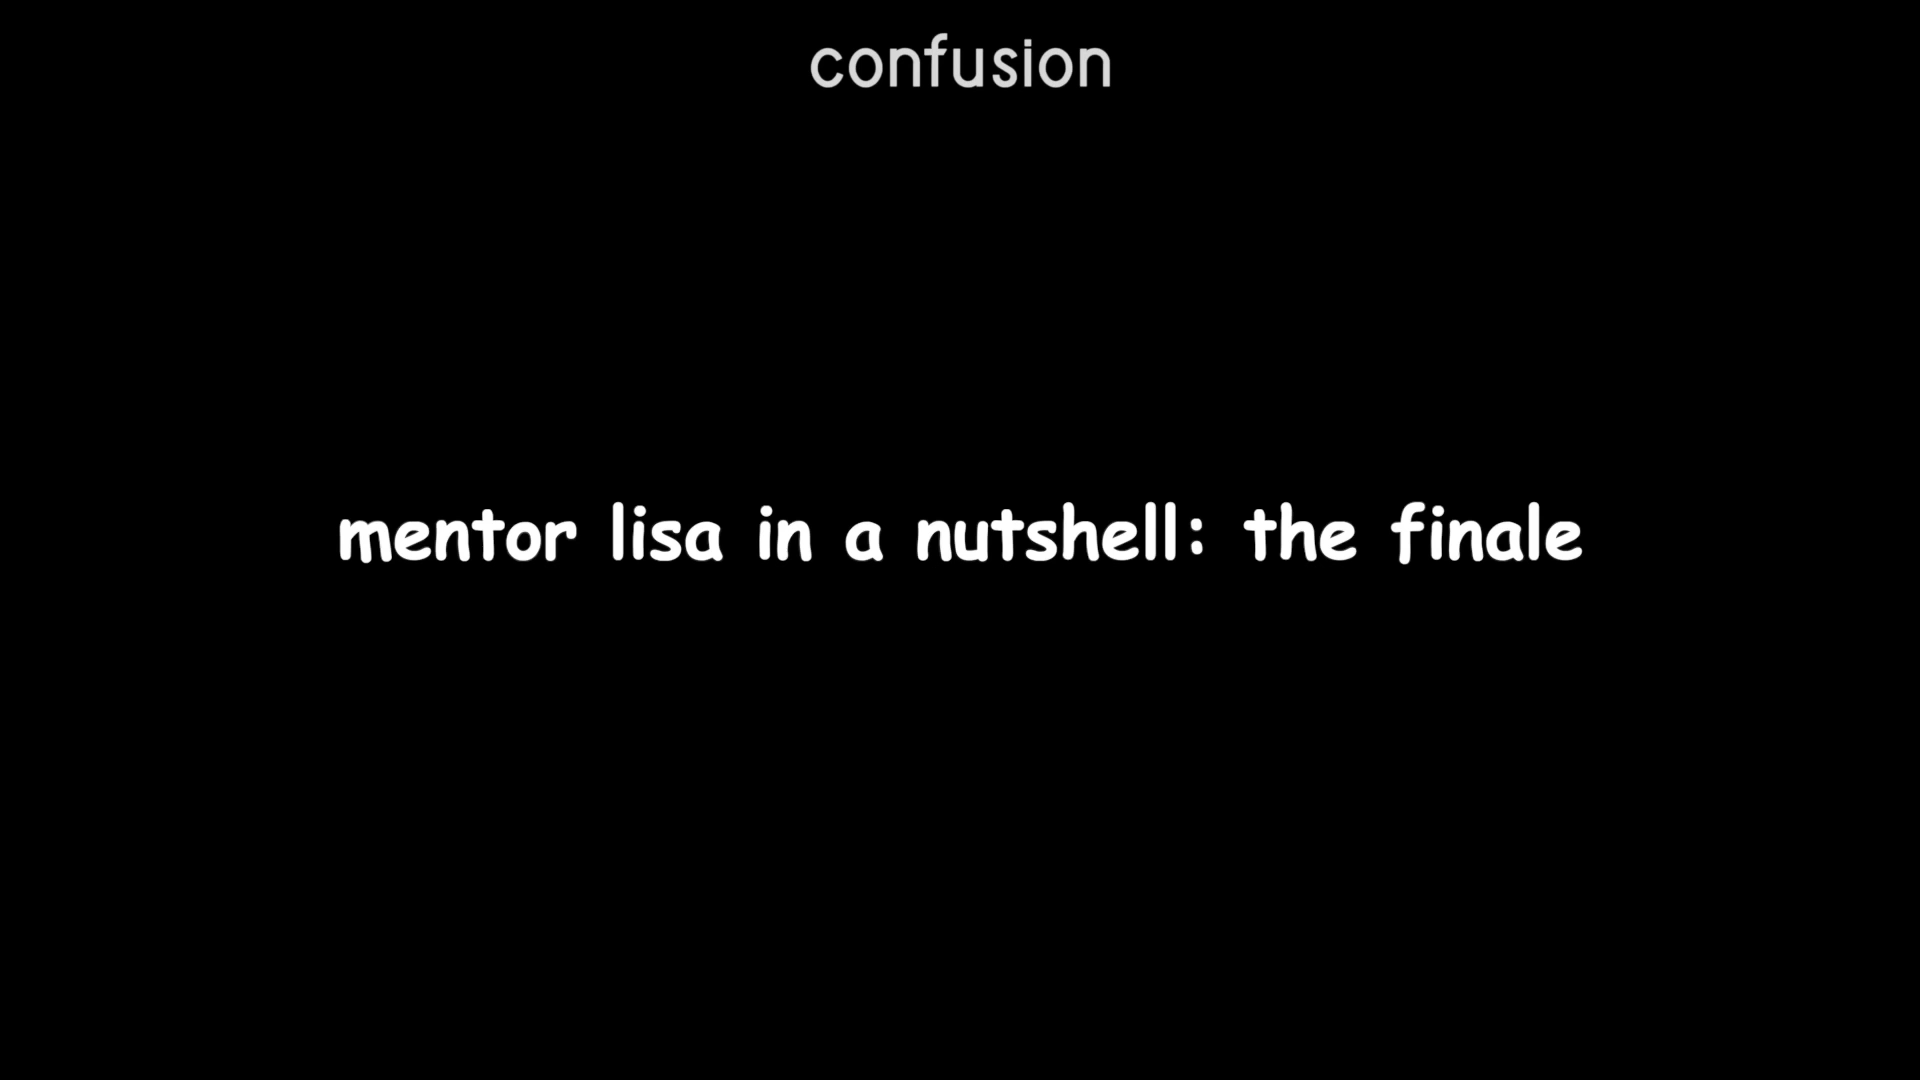 confusion
mentor lisa in a nutshell: the finale